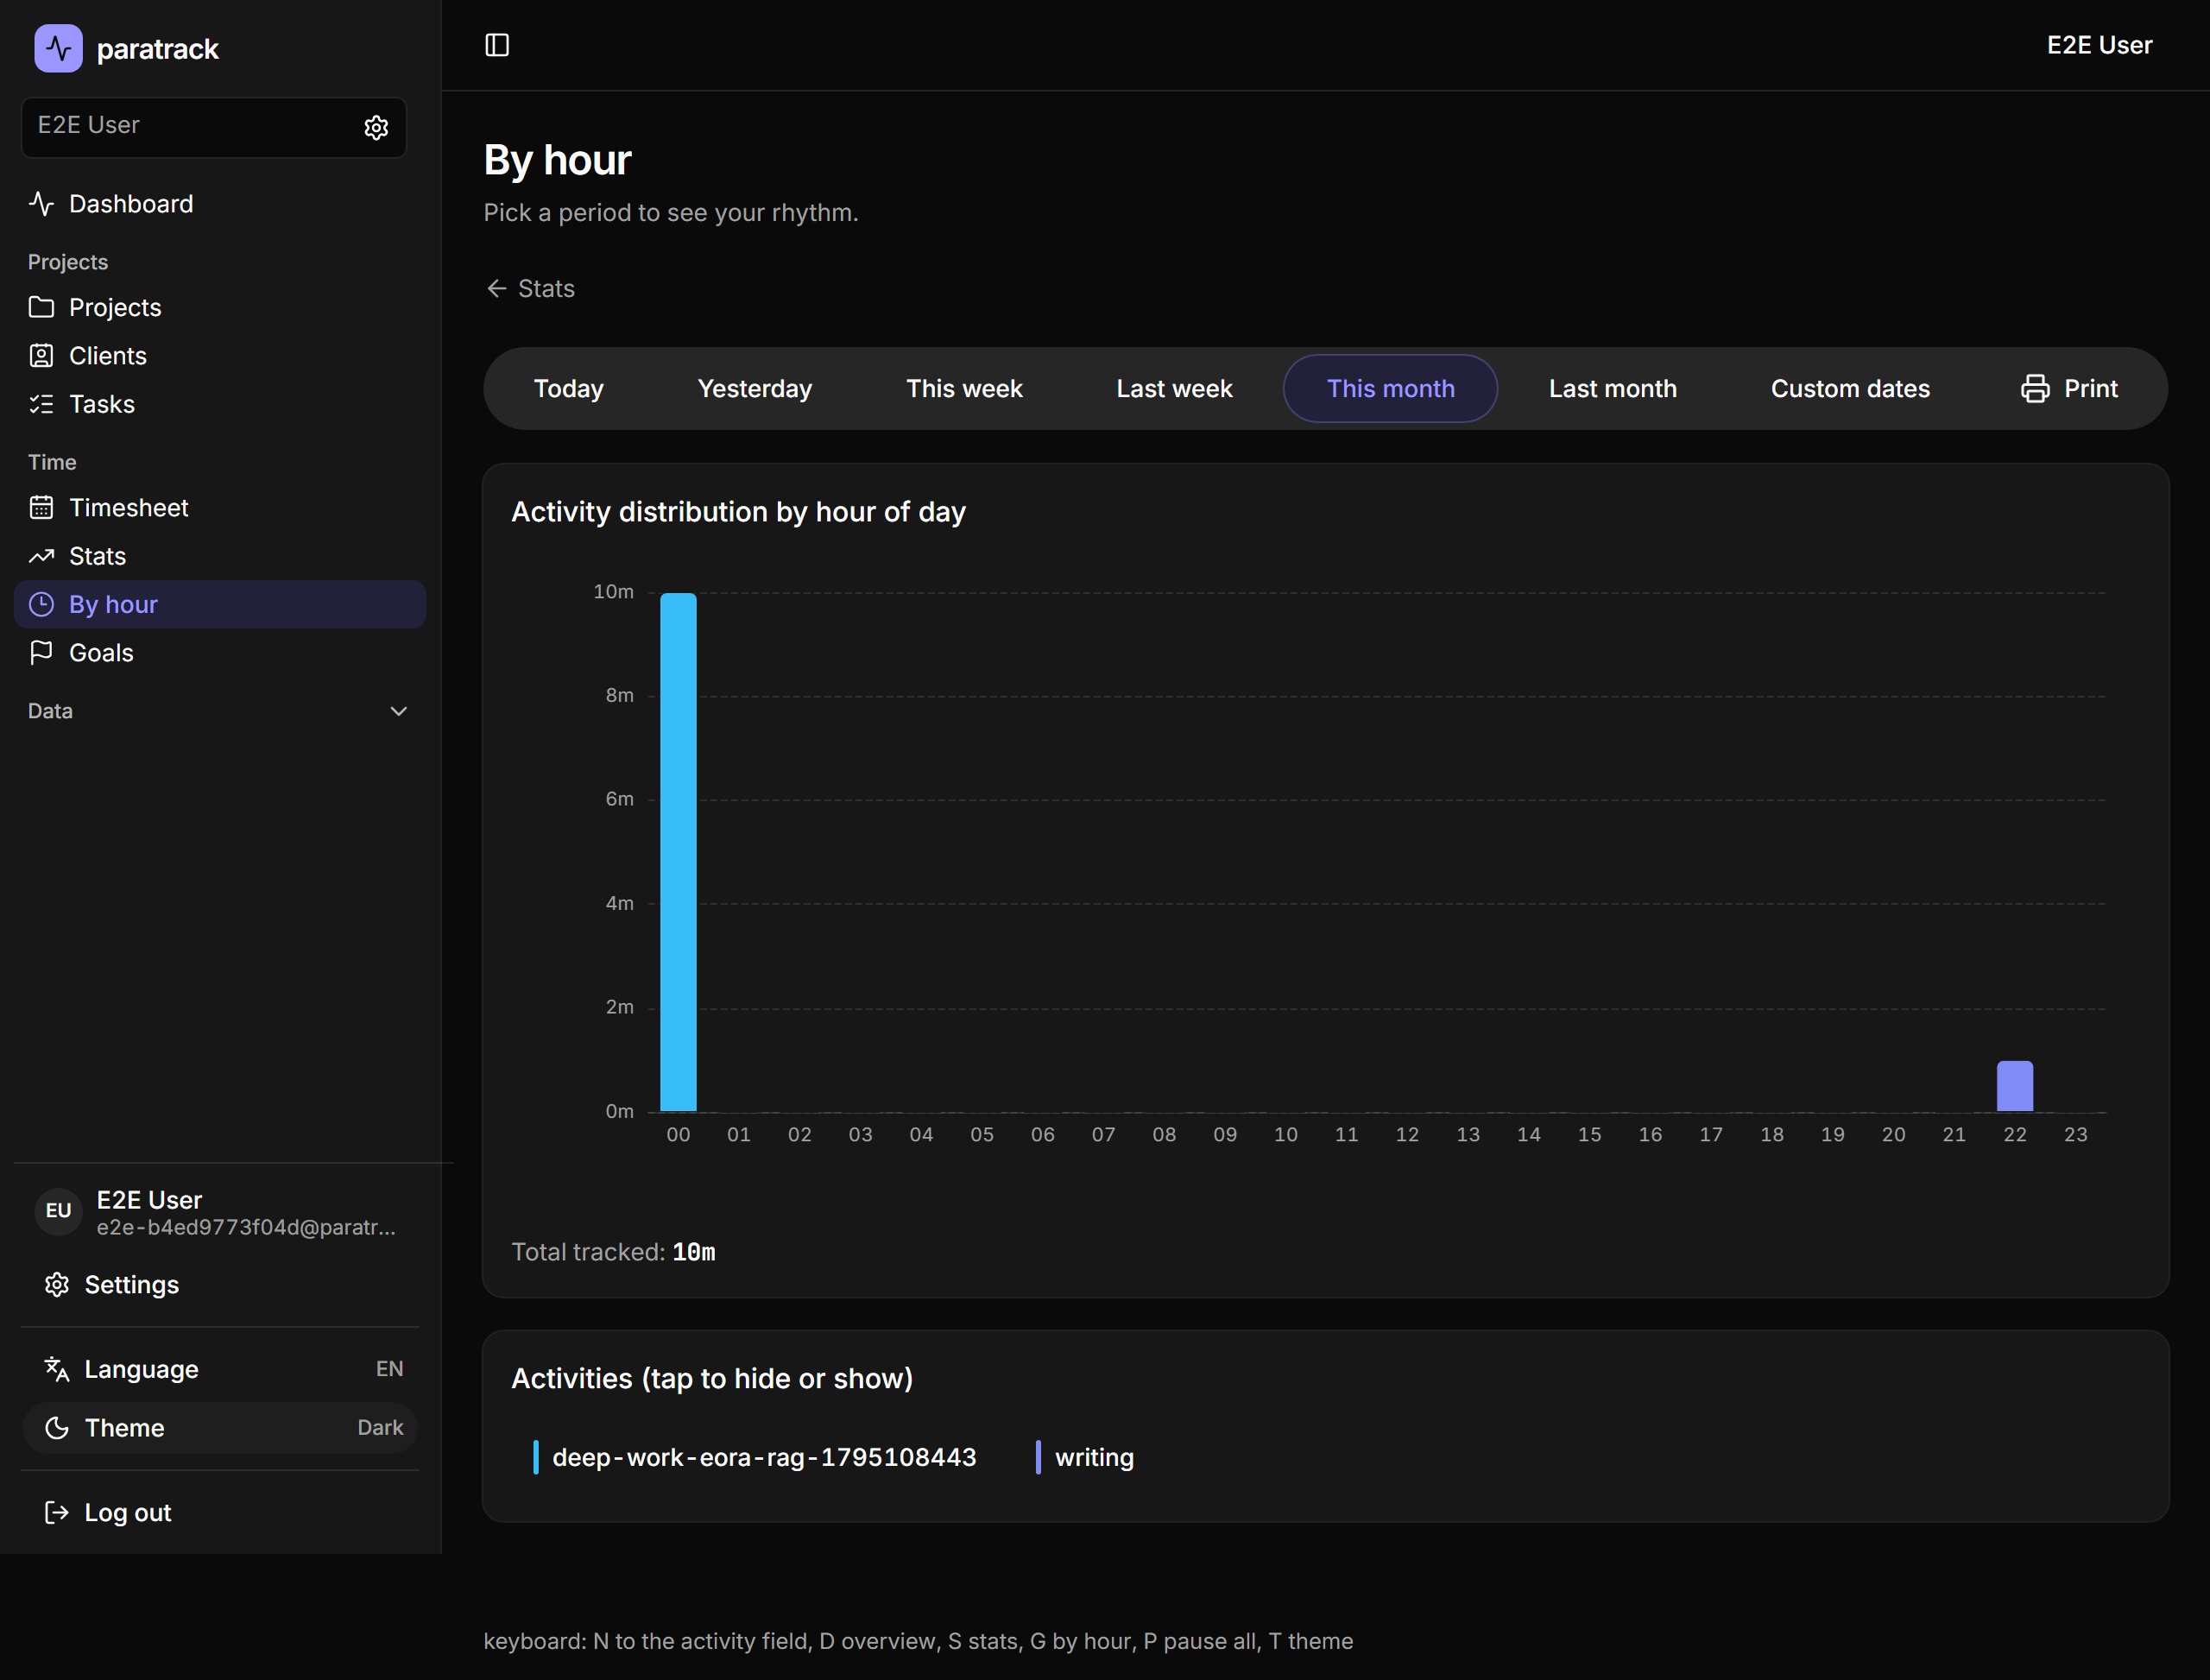 paratrack
E2E User
E2E User
Dashboard
Projects
Projects
Clients
Tasks
Time
Timesheet
Stats
By hour
Goals
Data
EU
E2E User
e2e-b4ed9773f04d@paratr...
Settings
Language EN
Theme Dark
Log out
By hour
Pick a period to see your rhythm.
Stats
Today Yesterday This week Last week This month Last month Custom dates Print
Activity distribution by hour of day
10m
8m
6m
4m
2m
0m
00 01 02 03 04 05 06 07 08 09 10 11 12 13 14 15 16 17 18 19 20 21 22 23
Total tracked: 10m
Activities (tap to hide or show)
deep-work-eora-rag-1795108443 writing
keyboard: N to the activity field, D overview, S stats, G by hour, P pause all, T theme